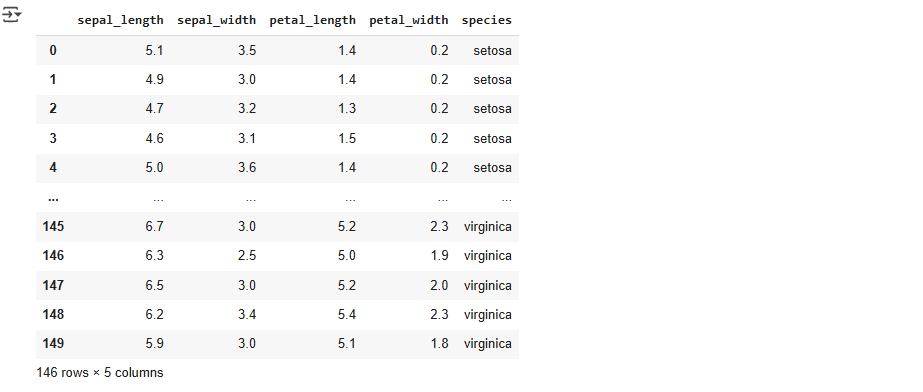 sepal_length sepal_width petal_length petal_width species
0 5.1 3.5 1.4 0.2 setosa
1 4.9 3.0 1.4 0.2 setosa
2 4.7 3.2 1.3 0.2 setosa
3 4.6 3.1 1.5 0.2 setosa
4 5.0 3.6 1.4 0.2 setosa
... ... ... ... ... ...
145 6.7 3.0 5.2 2.3 virginica
146 6.3 2.5 5.0 1.9 virginica
147 6.5 3.0 5.2 2.0 virginica
148 6.2 3.4 5.4 2.3 virginica
149 5.9 3.0 5.1 1.8 virginica
146 rows × 5 columns